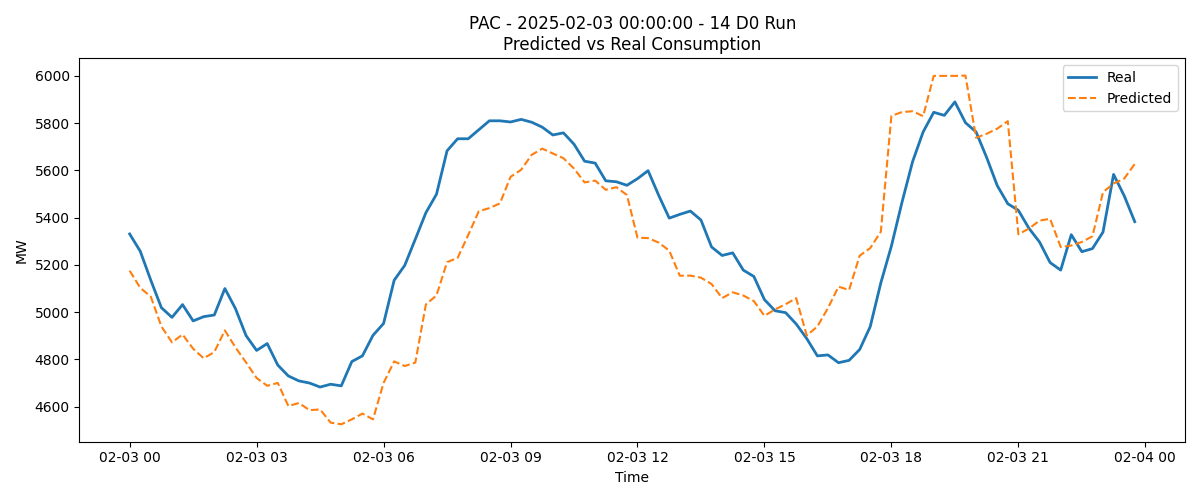 PAC - 2025-02-03 00:00:00 - 14 D0 Run
Predicted vs Real Consumption
Real
Predicted
MW
6000
5800
5600
5400
5200
5000
4800
4600
02-03 00
02-03 03
02-03 06
02-03 09
02-03 12
02-03 15
02-03 18
02-03 21
02-04 00
Time